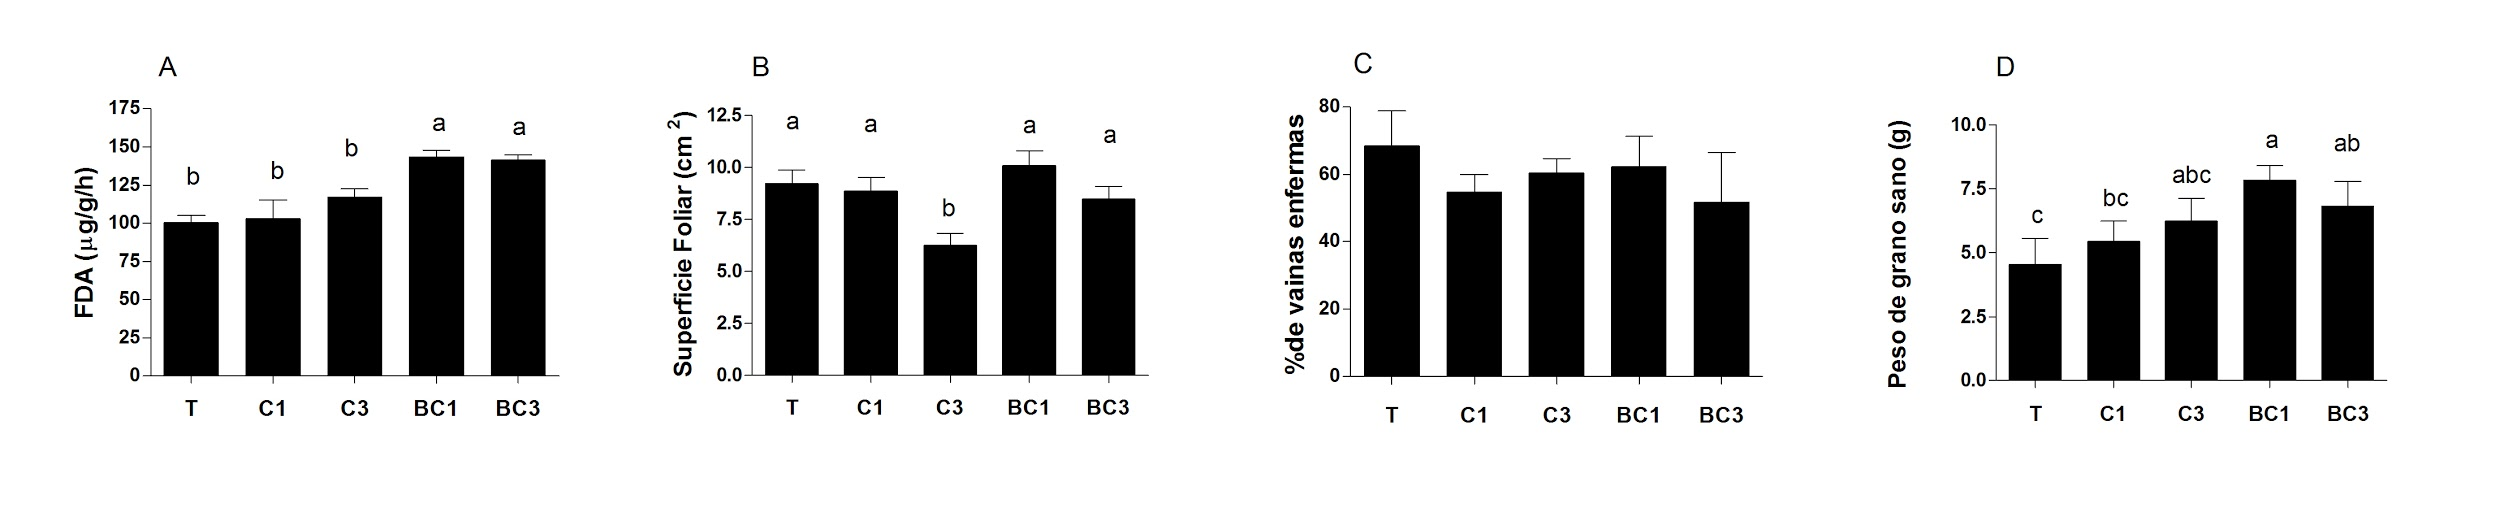 A
FDA (µg/g/h)
175
150
125
100
75
50
25
0
b
b
b
a
a
T C1 C3 BC1 BC3
B
Superficie Foliar (cm 2)
12.5
10.0
7.5
5.0
2.5
0.0
a
a
b
a
a
T C1 C3 BC1 BC3
C
%de vainas enfermas
80
60
40
20
0
T C1 C3 BC1 BC3
D
Peso de grano sano (g)
10.0
7.5
5.0
2.5
0.0
c
bc
abc
a
ab
T C1 C3 BC1 BC3